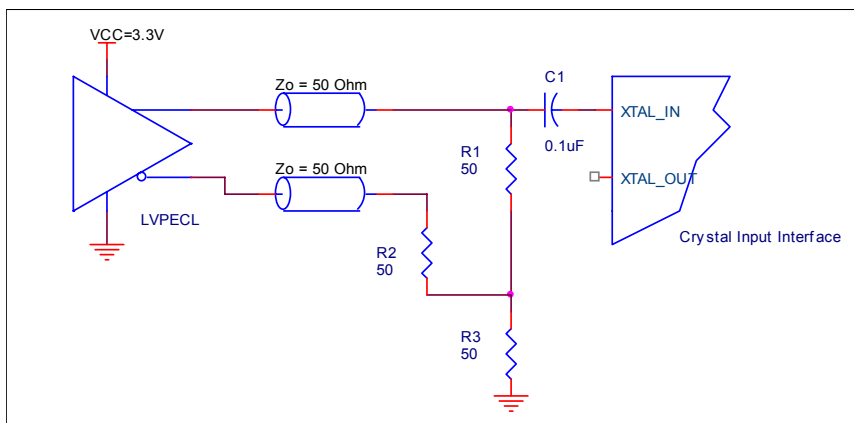 VCC=3.3V
Zo = 50 Ohm
C1
XTAL_IN
R1
50
0.1uF
Zo = 50 Ohm
XTAL_OUT
LVPECL
Crystal Input Interface
R2
50
R3
50